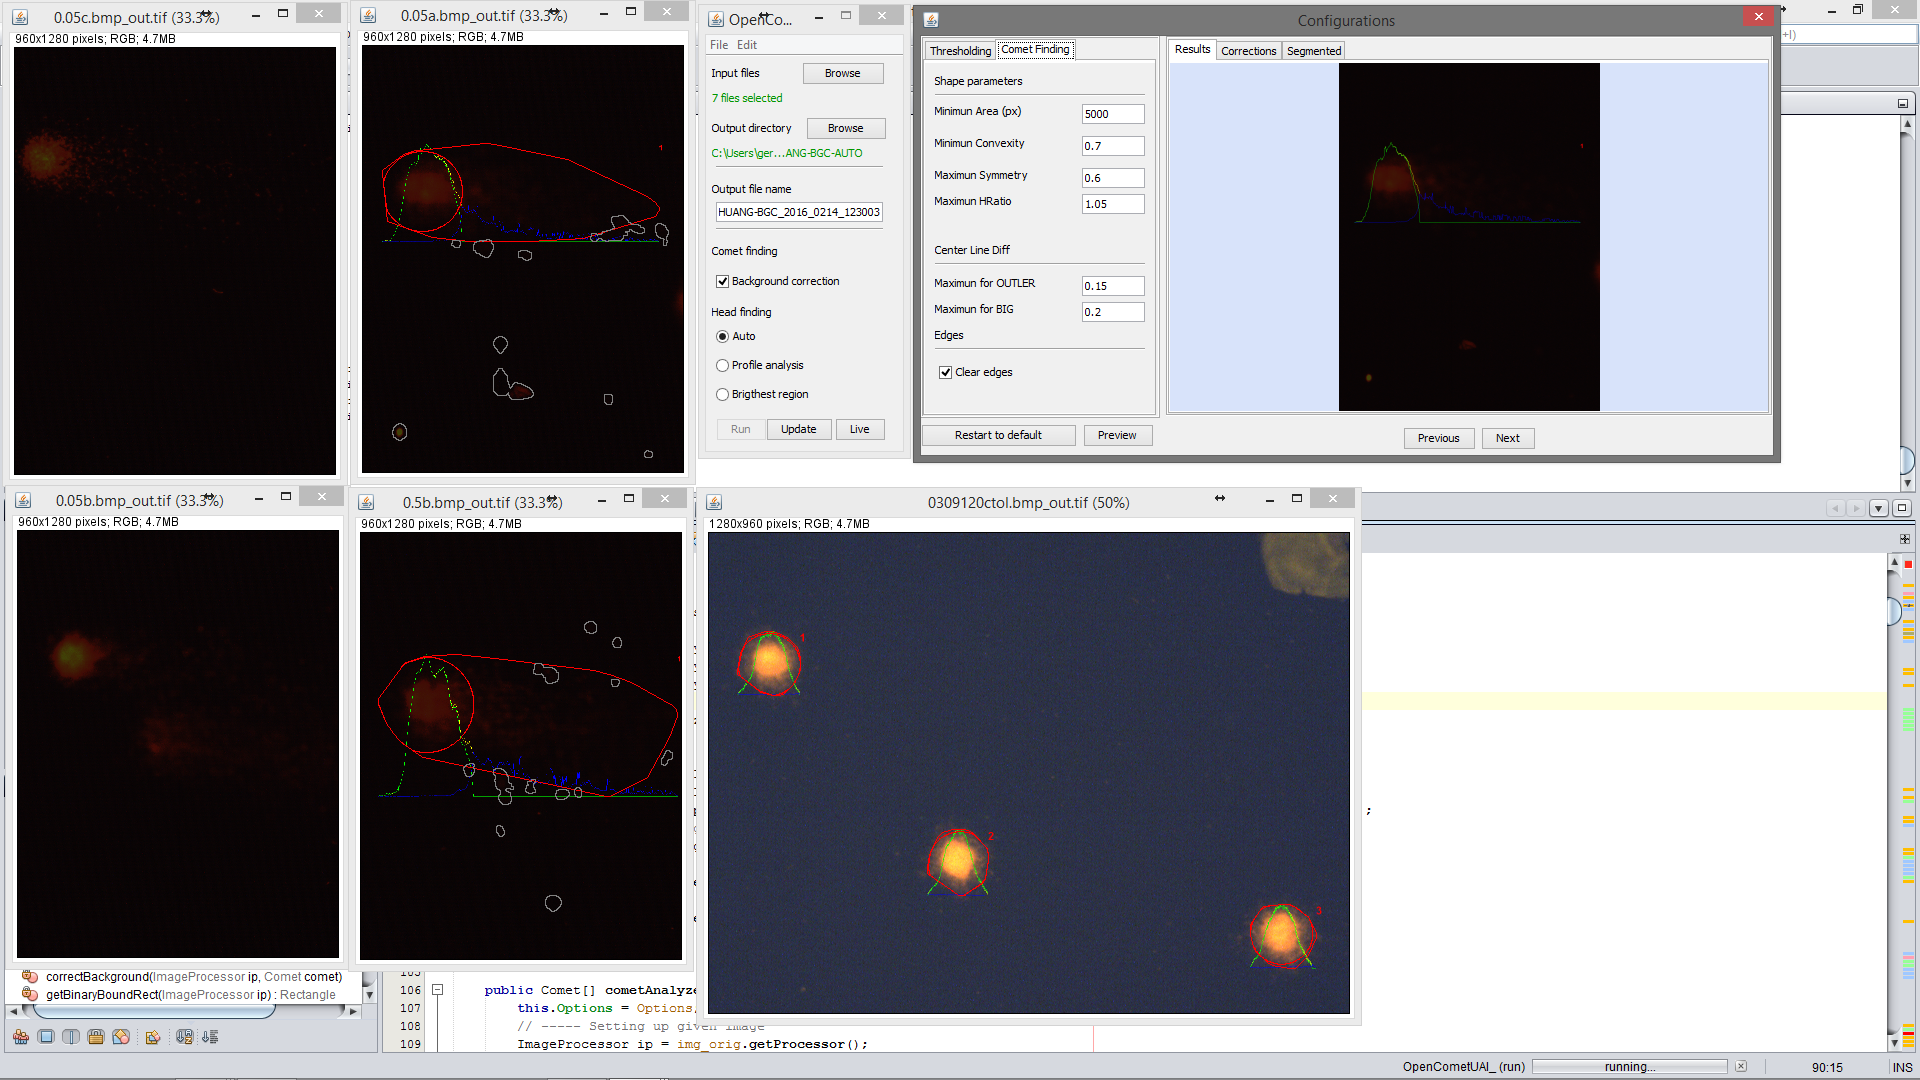 0.05c.bmp_out.tif (33.3%)
960x1280 pixels; RGB; 4.7MB
0.05a.bmp_out.tif (33.3%)
960x1280 pixels; RGB; 4.7MB
1
OpenCo...
File Edit
Input files Browse
7 files selected
Output directory Browse
C:\Users\ger...ANG-BGC-AUTO
Output file name
HUANG-BGC_2016_0214_123003
Comet finding
Background correction
Head finding
Auto
Profile analysis
Brigthest region
Run Update Live
Configurations
Thresholding Comet Finding
Shape parameters
Minimun Area (px) 5000
Minimun Convexity 0.7
Maximun Symmetry 0.6
Maximun HRatio 1.05
Center Line Diff
Maximun for OUTLER 0.15
Maximun for BIG 0.2
Edges
Clear edges
Restart to default Preview
Results Corrections Segmented
Previous Next
+I)
0.05b.bmp_out.tif (33.3%)
960x1280 pixels; RGB; 4.7MB
0.5b.bmp_out.tif (33.3%)
960x1280 pixels; RGB; 4.7MB
0309120ctol.bmp_out.tif (50%)
1280x960 pixels; RGB; 4.7MB
1
2
3
;
correctBackground(ImageProcessor ip, Comet comet)
getBinaryBoundRect(ImageProcessor ip) : Rectangle
105
106 public Comet[] cometAnalyze
107 this.Options = Options
108 // ----- Setting up given image
109 ImageProcessor ip = img_orig.getProcessor();
OpenCometUAI_ (run) running... 90:15 INS